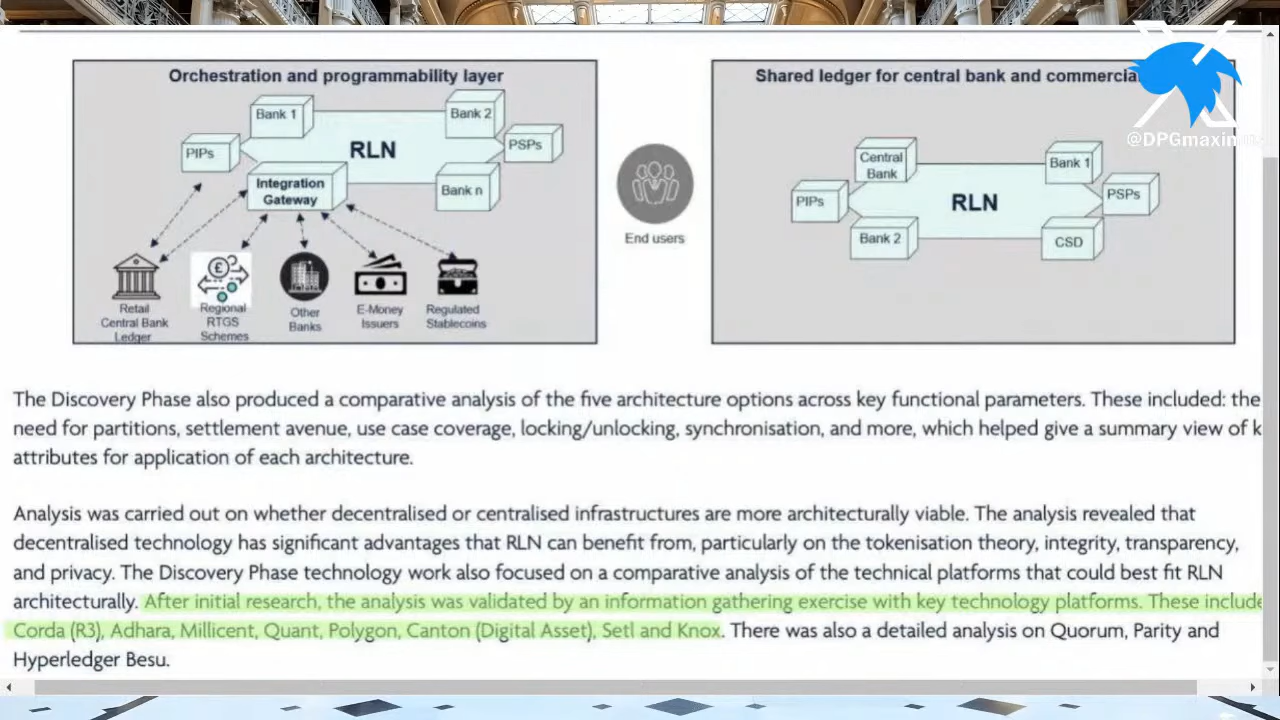 Orchestration and programmability layer
Bank 1
Bank 2
PIPs
RLN
PSPs
Integration
Gateway
Bank n
Retail
Central Bank
Ledger
Regional
RTGS
Schemes
Other
Banks
E-Money
Issuers
Regulated
Stablecoins
End users
Shared ledger for central bank and
Central
Bank
Bank 1
PIPs
RLN
PSPs
Bank 2
CSD
The Discovery Phase also produced a comparative analysis of the five architecture options across key functional parameters. These included: the
need for partitions, settlement avenue, use case coverage, locking/unlocking, synchronisation, and more, which helped give a summary view of k
attributes for application of each architecture.
Analysis was carried out on whether decentralised or centralised infrastructures are more architecturally viable. The analysis revealed that
decentralised technology has significant advantages that RLN can benefit from, particularly on the tokenisation theory, integrity, transparency,
and privacy. The Discovery Phase technology work also focused on a comparative analysis of the technical platforms that could best fit RLN
architecturally. After initial research, the analysis was validated by an information gathering exercise with key technology platforms. These include
Corda (R3), Adhara, Millicent, Quant, Polygon, Canton (Digital Asset), Setl and Knox. There was also a detailed analysis on Quorum, Parity and
Hyperledger Besu.